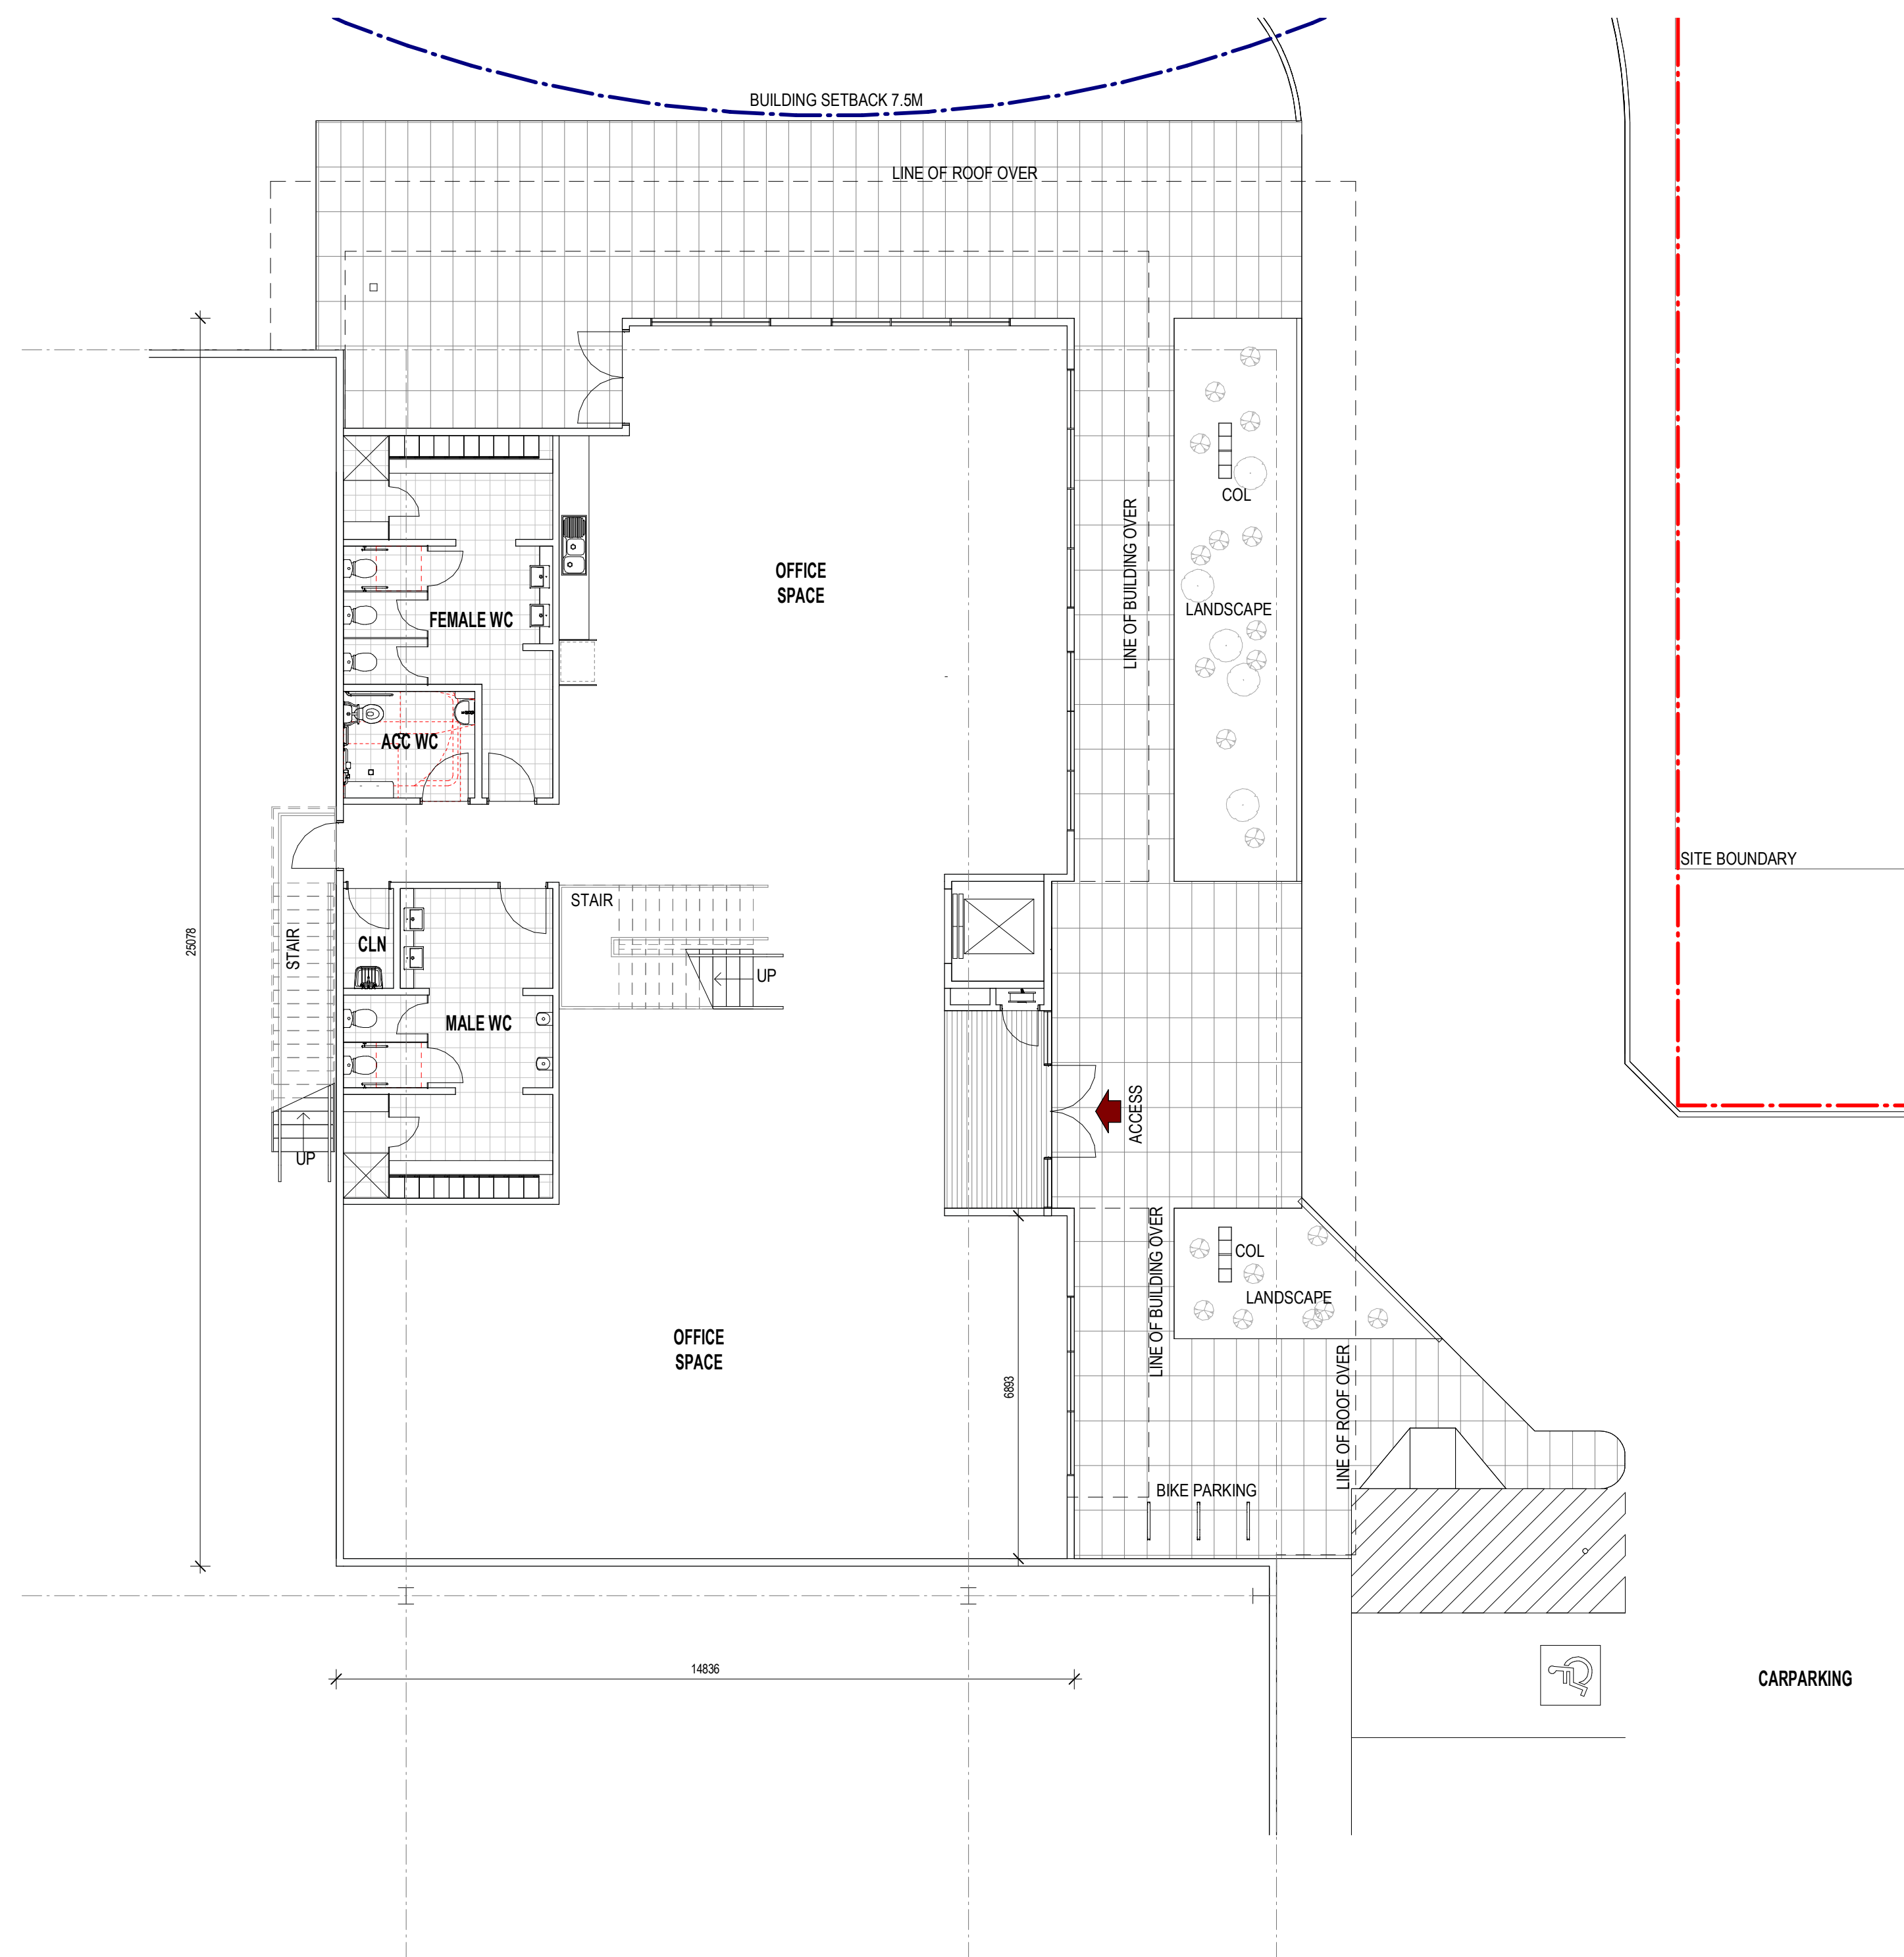 BUILDING SETBACK 7.5M
LINE OF ROOF OVER
COL
LINE OF BUILDING OVER
OFFICE
SPACE
LANDSCAPE
FEMALE WC
ACC WC
SITE BOUNDARY
STAIR
STAIR
CLN
25078
UP
MALE WC
ACCESS
UP
LINE OF BUILDING OVER
COL
LANDSCAPE
OFFICE
SPACE
6893
LINE OF ROOF OVER
BIKE PARKING
14836
CARPARKING